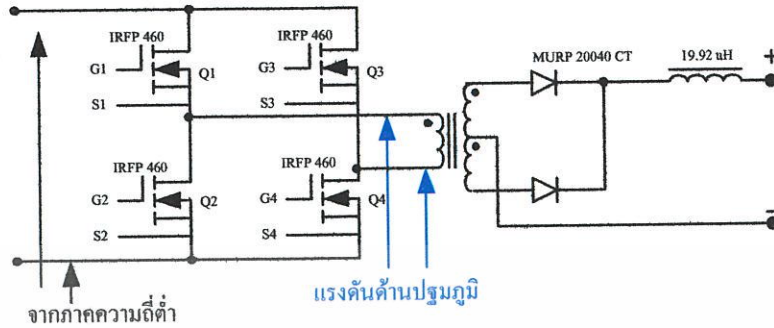 IRFP 460
IRFP 460
MURP 20040 CT
19.92 uH
+
G1
Q1
G3
Q3
S1
S3
IRFP 460
IRFP 460
G2
Q2
G4
Q4
S2
S4
-
แรงดันด้านปฐมภูมิ
จากภาคความถี่ต่ำ